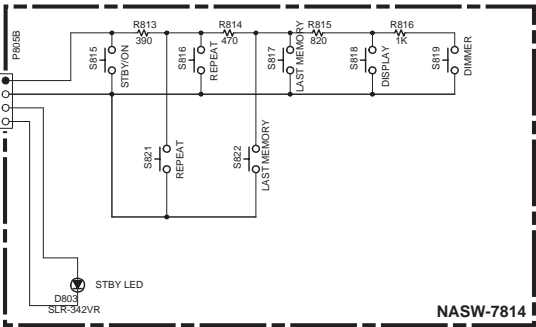 P805B
R813
390
R814
470
R815
820
R816
1K
S815
STBY/ON
S816
REPEAT
S817
LAST MEMORY
S818
DISPLAY
S819
DIMMER
S821
REPEAT
S822
LAST MEMORY
STBY LED
D803
SLR-342VR
NASW-7814